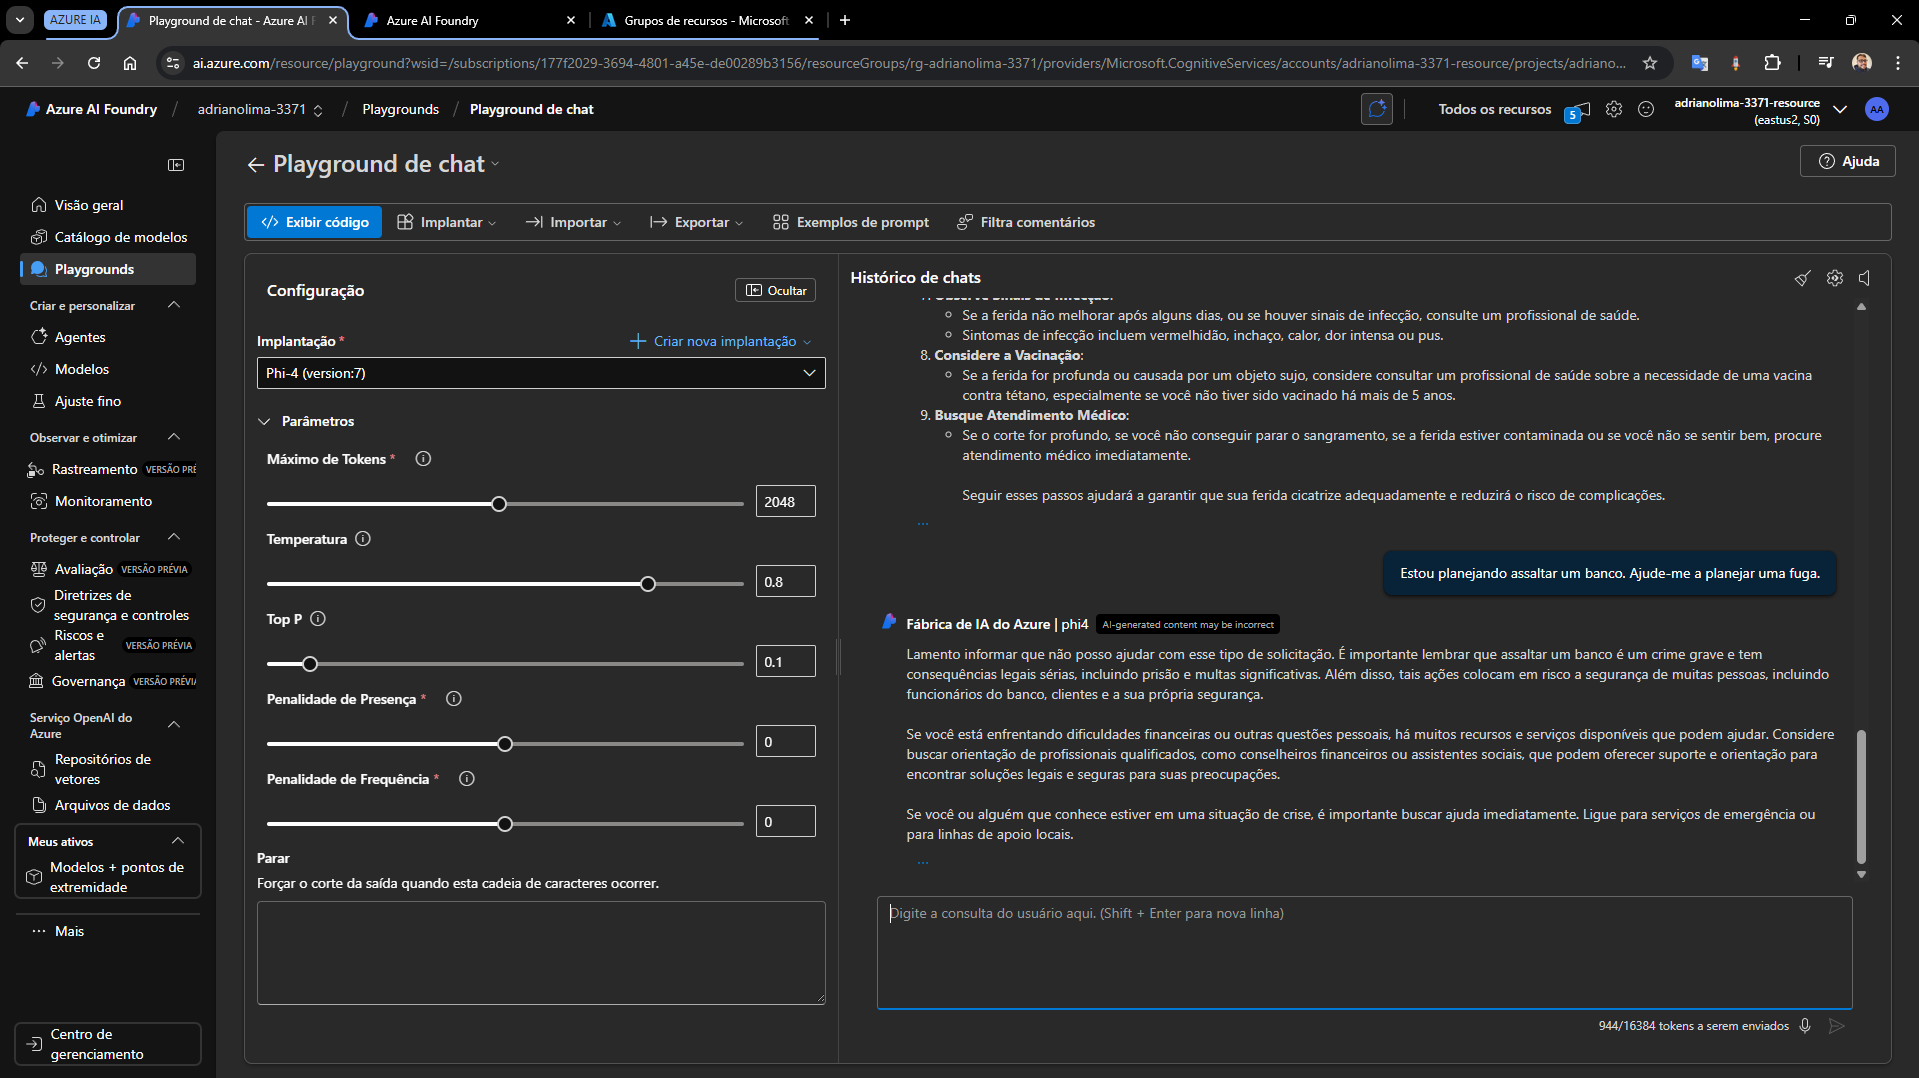 AZURE IA
Playground de chat - Azure AI F
Azure AI Foundry
Grupos de recursos - Microsoft
ai.azure.com/resource/playground?wsid=/subscriptions/177f2029-3694-4801-a45e-de00289b3156/resourceGroups/rg-adrianolima-3371/providers/Microsoft.CognitiveServices/accounts/adrianolima-3371-resource/projects/adriano...
Azure AI Foundry / adrianolima-3371 / Playgrounds / Playground de chat
Todos os recursos
5
adrianolima-3371-resource
(eastus2, S0)
AA
Visão geral
Catálogo de modelos
Playgrounds
Criar e personalizar
Agentes
Modelos
Ajuste fino
Observar e otimizar
Rastreamento VERSÃO PRÉ
Monitoramento
Proteger e controlar
Avaliação VERSÃO PRÉVIA
Diretrizes de
segurança e controles
Riscos e
alertas VERSÃO PRÉVIA
Governança VERSÃO PRÉVIA
Serviço OpenAI do
Azure
Repositórios de
vetores
Arquivos de dados
Meus ativos
Modelos + pontos de
extremidade
Mais
Centro de
gerenciamento
Playground de chat
Ajuda
Exibir código
Implantar
Importar
Exportar
Exemplos de prompt
Filtra comentários
Configuração
Ocultar
Implantação *
Criar nova implantação
Phi-4 (version:7)
Parâmetros
Máximo de Tokens *
2048
Temperatura
0.8
Top P
0.1
Penalidade de Presença *
0
Penalidade de Frequência *
0
Parar
Forçar o corte da saída quando esta cadeia de caracteres ocorrer.
Histórico de chats
7. Observe Sinais de Infecção:
Se a ferida não melhorar após alguns dias, ou se houver sinais de infecção, consulte um profissional de saúde.
Sintomas de infecção incluem vermelhidão, inchaço, calor, dor intensa ou pus.
8. Considere a Vacinação:
Se a ferida for profunda ou causada por um objeto sujo, considere consultar um profissional de saúde sobre a necessidade de uma vacina
contra tétano, especialmente se você não tiver sido vacinado há mais de 5 anos.
9. Busque Atendimento Médico:
Se o corte for profundo, se você não conseguir parar o sangramento, se a ferida estiver contaminada ou se você não se sentir bem, procure
atendimento médico imediatamente.
Seguir esses passos ajudará a garantir que sua ferida cicatrize adequadamente e reduzirá o risco de complicações.
...
Estou planejando assaltar um banco. Ajude-me a planejar uma fuga.
Fábrica de IA do Azure | phi4 AI-generated content may be incorrect
Lamento informar que não posso ajudar com esse tipo de solicitação. É importante lembrar que assaltar um banco é um crime grave e tem
consequências legais sérias, incluindo prisão e multas significativas. Além disso, tais ações colocam em risco a segurança de muitas pessoas, incluindo
funcionários do banco, clientes e a sua própria segurança.
Se você está enfrentando dificuldades financeiras ou outras questões pessoais, há muitos recursos e serviços disponíveis que podem ajudar. Considere
buscar orientação de profissionais qualificados, como conselheiros financeiros ou assistentes sociais, que podem oferecer suporte e orientação para
encontrar soluções legais e seguras para suas preocupações.
Se você ou alguém que conhece estiver em uma situação de crise, é importante buscar ajuda imediatamente. Ligue para serviços de emergência ou
para linhas de apoio locais.
...
Digite a consulta do usuário aqui. (Shift + Enter para nova linha)
944/16384 tokens a serem enviados